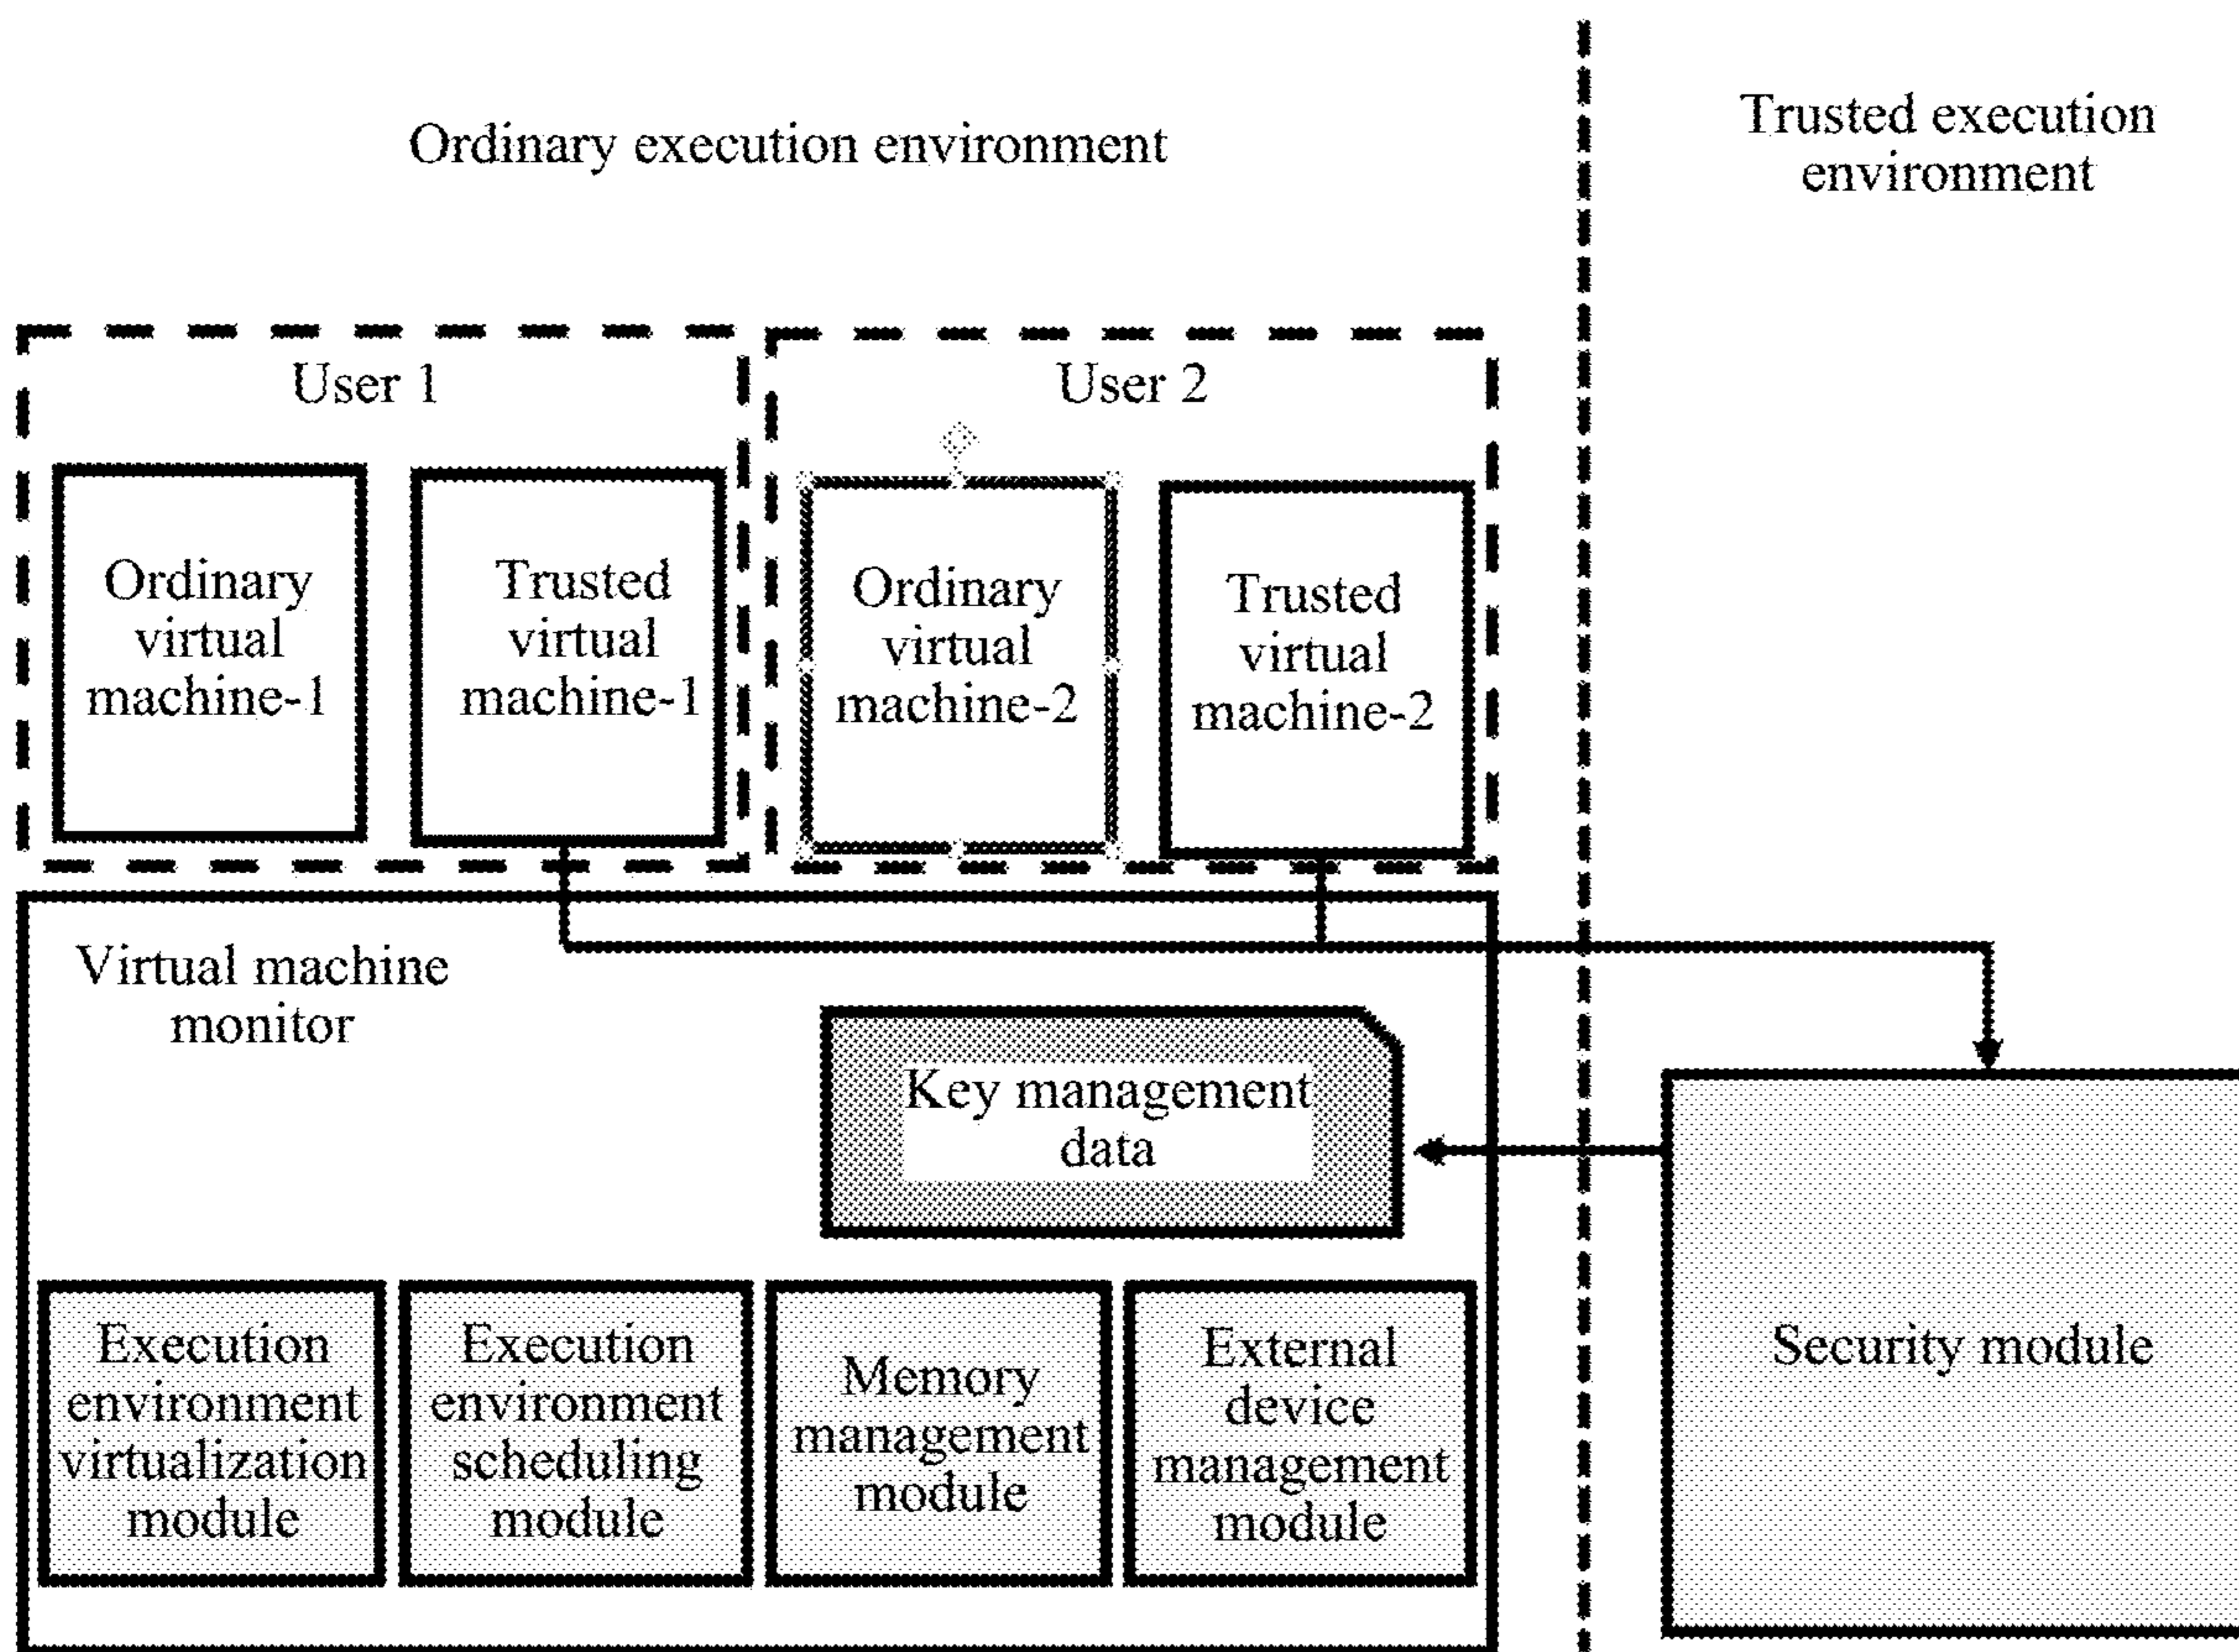 Ordinary execution environment
Trusted execution
environment
User 1
User 2
Ordinary
virtual
machine-1
Trusted
virtual
machine-1
Ordinary
virtual
machine-2
Trusted
virtual
machine-2
Virtual machine
monitor
Key management
data
Execution
environment
virtualization
module
Execution
environment
scheduling
module
Memory
management
module
External
device
management
module
Security module